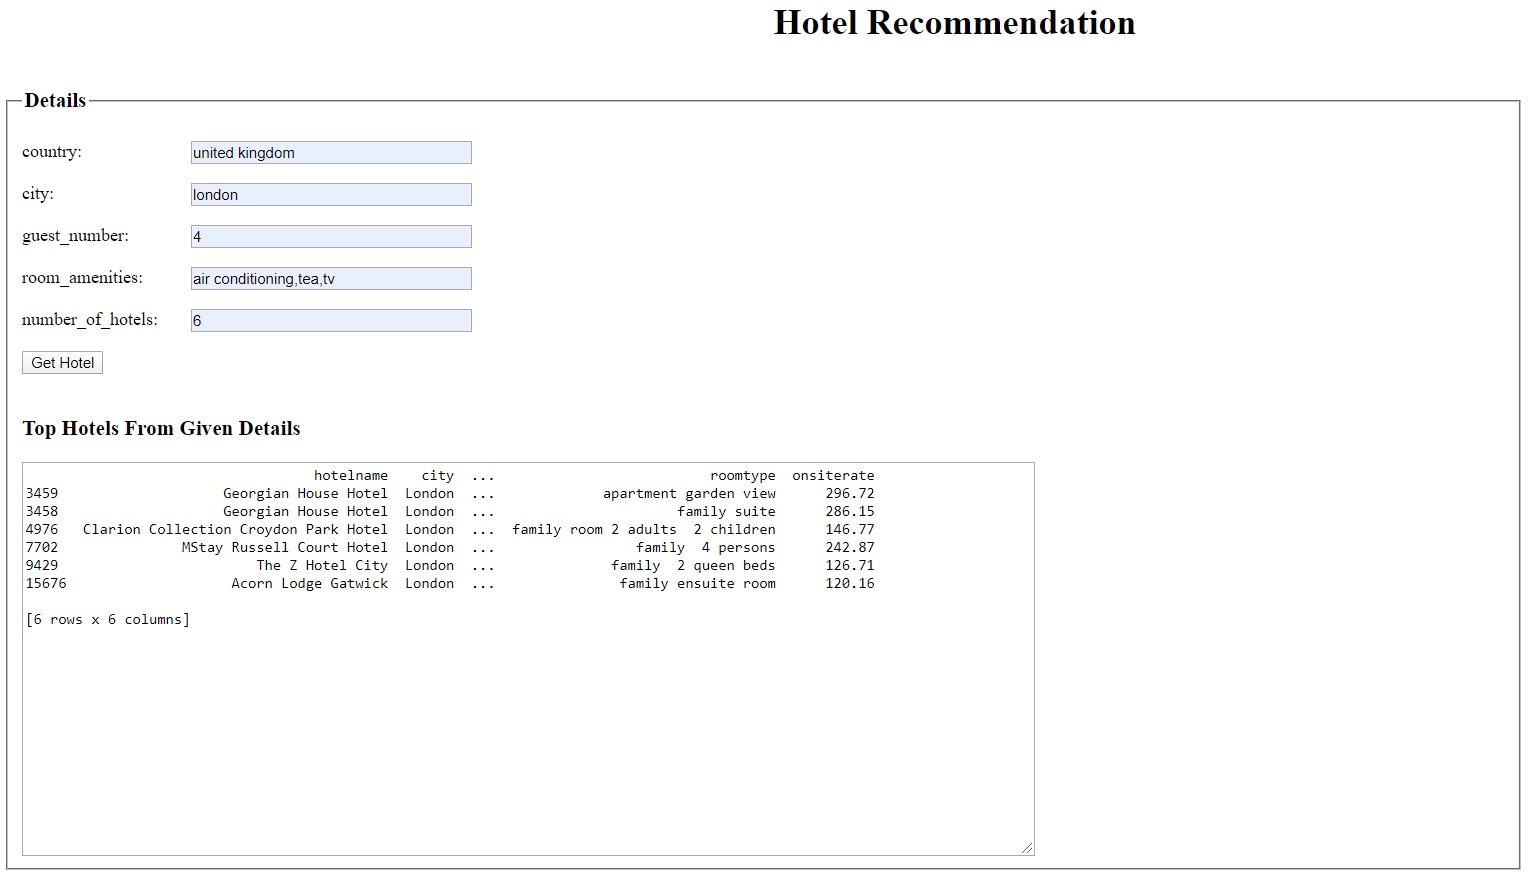 Hotel Recommendation
Details
country: united kingdom
city: london
guest_number: 4
room_amenities: air conditioning,tea,tv
number_of_hotels: 6
Get Hotel
Top Hotels From Given Details
hotelname city ... roomtype onsiterate
3459 Georgian House Hotel London ... apartment garden view 296.72
3458 Georgian House Hotel London ... family suite 286.15
4976 Clarion Collection Croydon Park Hotel London ... family room 2 adults  2 children 146.77
7702 MStay Russell Court Hotel London ... family  4 persons 242.87
9429 The Z Hotel City London ... family  2 queen beds 126.71
15676 Acorn Lodge Gatwick London ... family ensuite room 120.16
[6 rows x 6 columns]